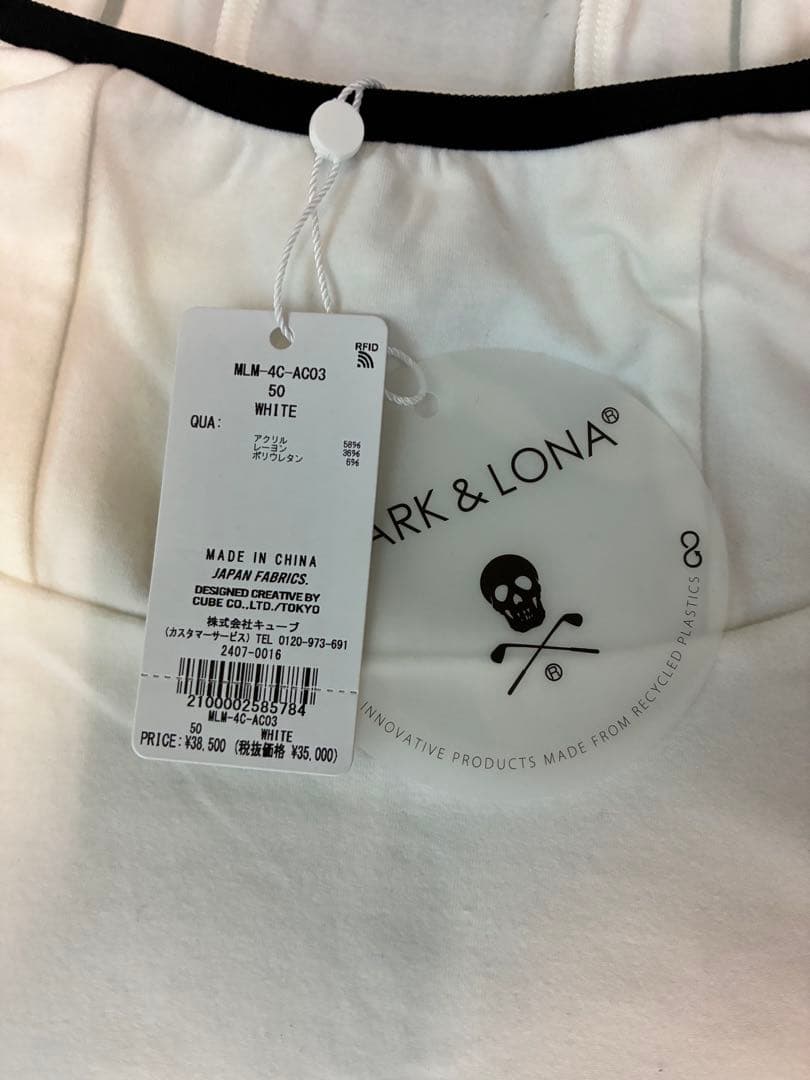 RFID
MLM-4C-AC03
50
WHITE
QUA:
アクリル 58%
レーヨン 36%
ポリウレタン 6%
MADE IN CHINA
JAPAN FABRICS.
DESIGNED CREATIVE BY
CUBE CO.,LTD./TOKYO
株式会社キューブ
(カスタマーサービス) TEL 0120-973-691
2407-0016
2100002585784
MLM-4C-AC03
50 WHITE
PRICE:¥38,500 (税抜価格 ¥35,000)
ARK & LONA®
®
INNOVATIVE PRODUCTS MADE FROM RECYCLED PLASTICS